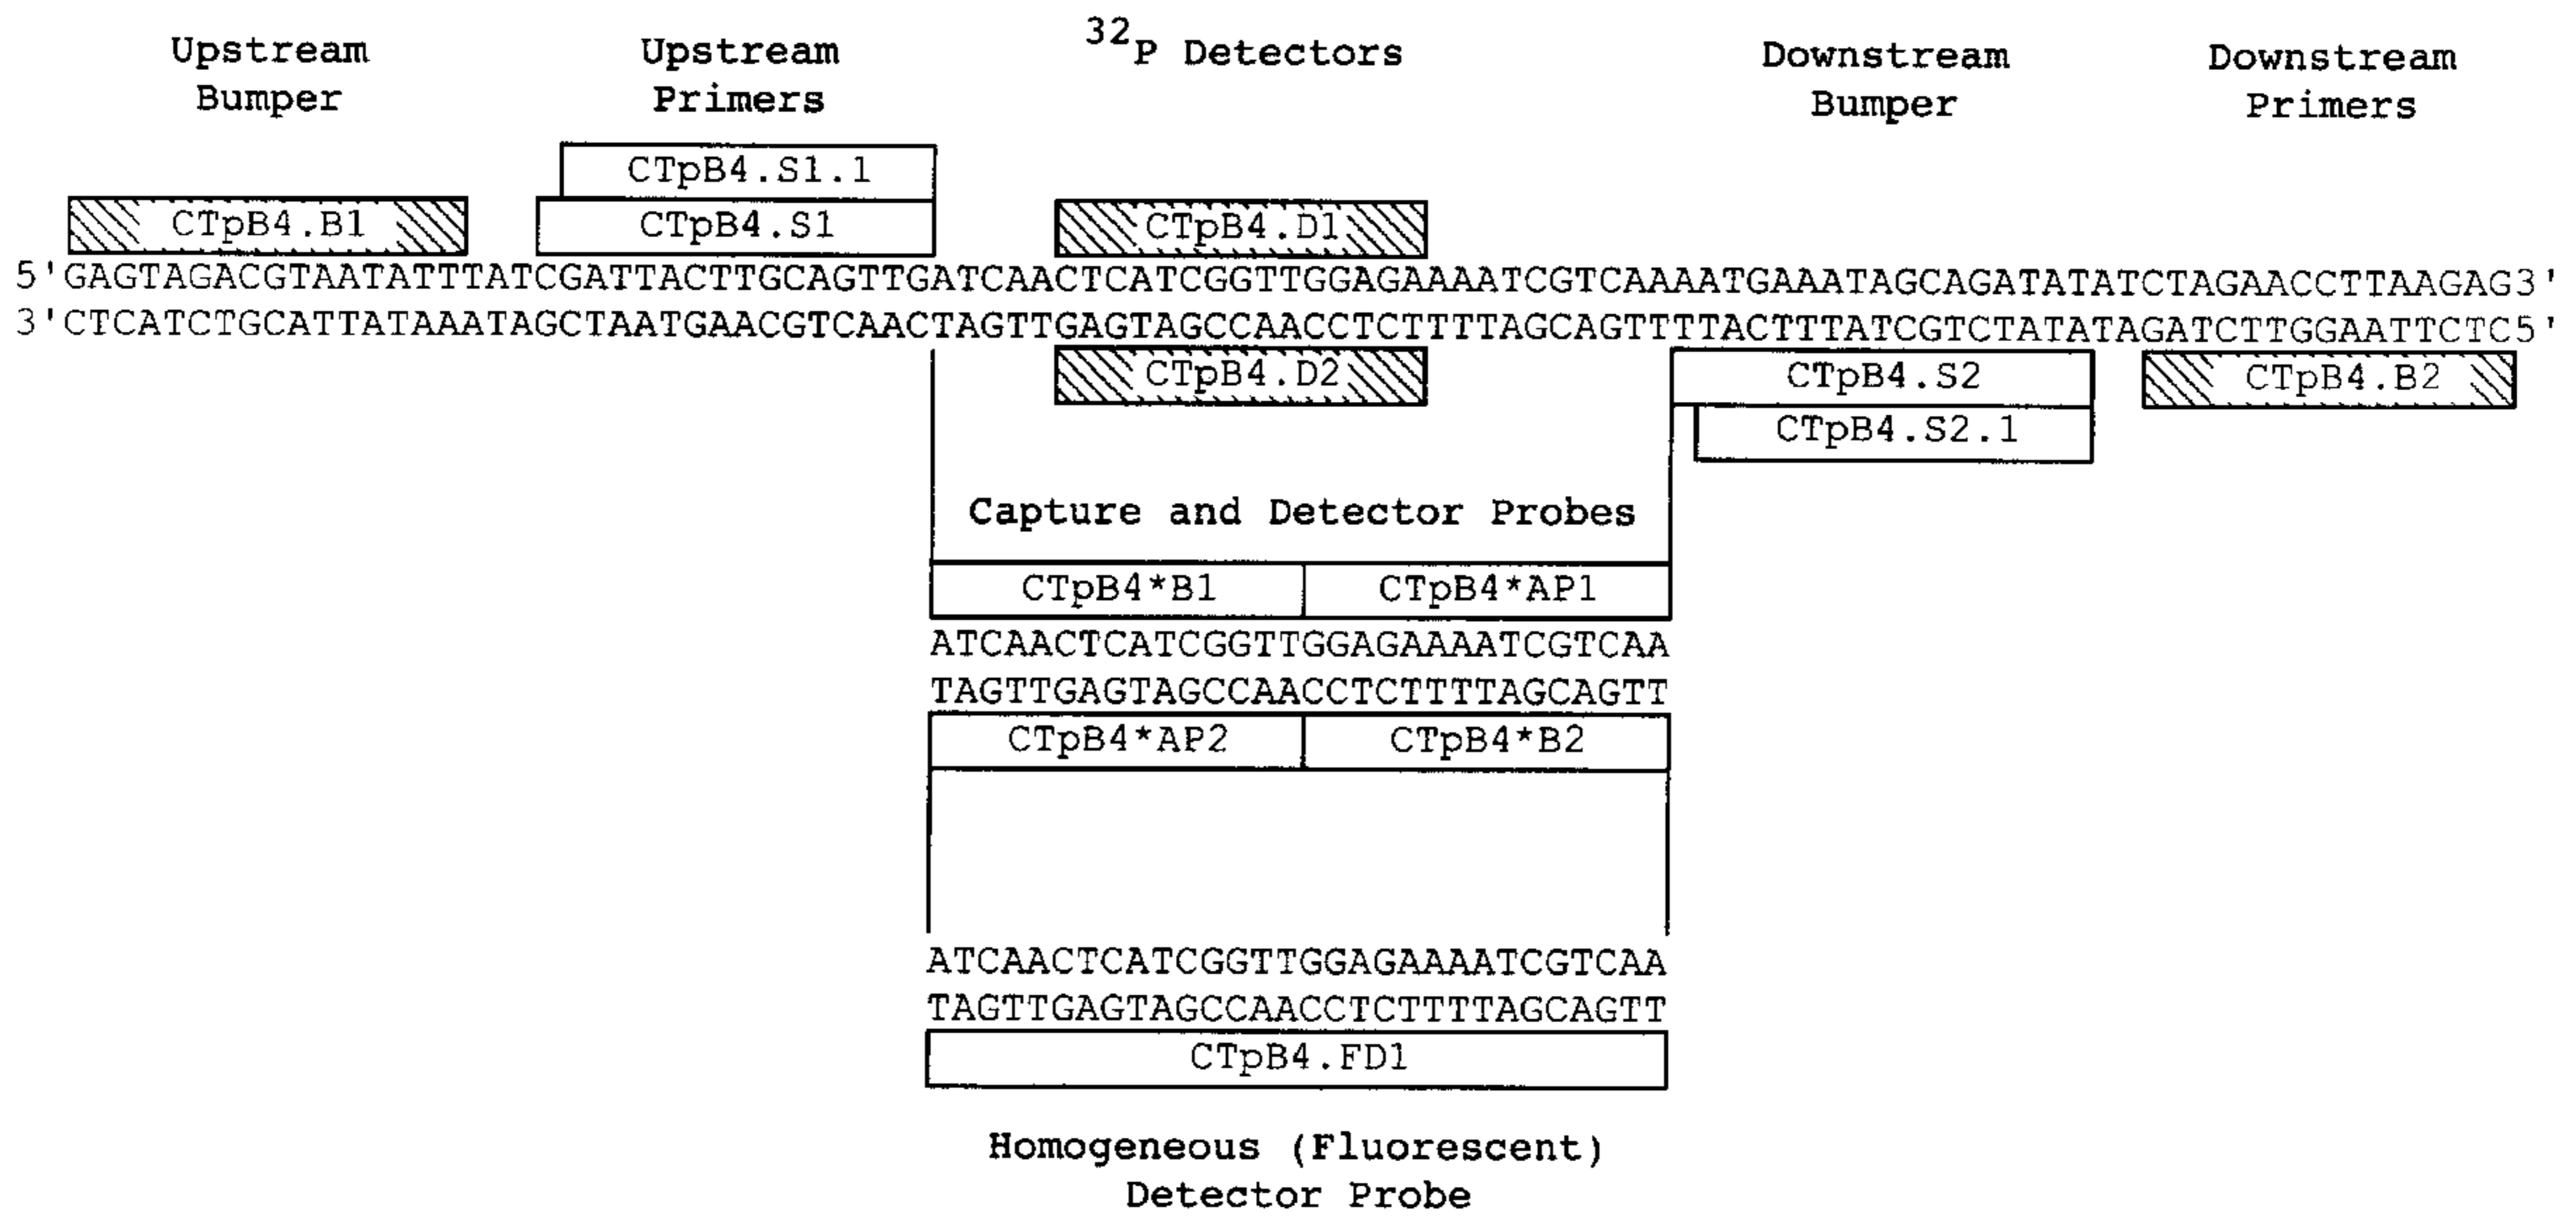 Upstream Bumper
Upstream Primers
32P Detectors
Downstream Bumper
Downstream Primers
CTpB4.S1.1
CTpB4.B1
CTpB4.S1
CTpB4.D1
5'GAGTAGACGTAATATTTATCGATTACTTGCAGTTGATCAACTCATCGGTTGGAGAAAATCGTCAAAATGAAATAGCAGATATATCTAGAACCTTAAGAG3'
3'CTCATCTGCATTATAAATAGCTAATGAACGTCAACTAGTTGAGTAGCCAACCTCTTTTAGCAGTTTTACTTTATCGTCTATATAGATCTTGGAATTCTC5'
CTpB4.D2
CTpB4.S2
CTpB4.B2
CTpB4.S2.1
Capture and Detector Probes
CTpB4*B1
CTpB4*AP1
ATCAACTCATCGGTTGGAGAAAATCGTCAA
TAGTTGAGTAGCCAACCTCTTTTAGCAGTT
CTpB4*AP2
CTpB4*B2
ATCAACTCATCGGTTGGAGAAAATCGTCAA
TAGTTGAGTAGCCAACCTCTTTTAGCAGTT
CTpB4.FD1
Homogeneous (Fluorescent)
Detector Probe